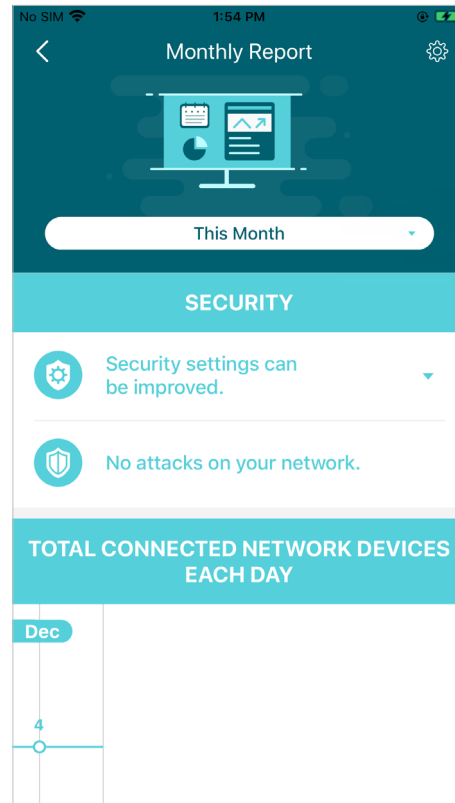 No SIM 1:54 PM
Monthly Report
This Month
SECURITY
Security settings can
be improved.
No attacks on your network.
TOTAL CONNECTED NETWORK DEVICES
EACH DAY
Dec
4